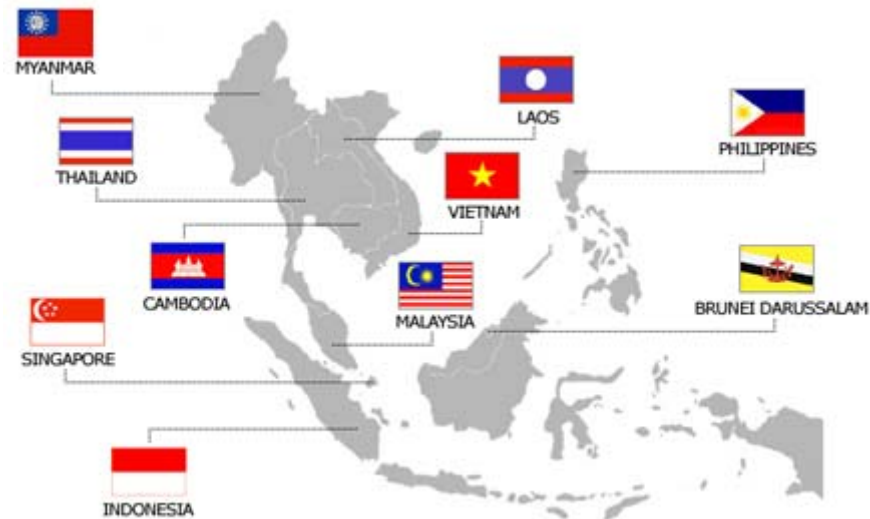 MYANMAR
LAOS
PHILIPPINES
THAILAND
VIETNAM
CAMBODIA
MALAYSIA
BRUNEI DARUSSALAM
SINGAPORE
INDONESIA